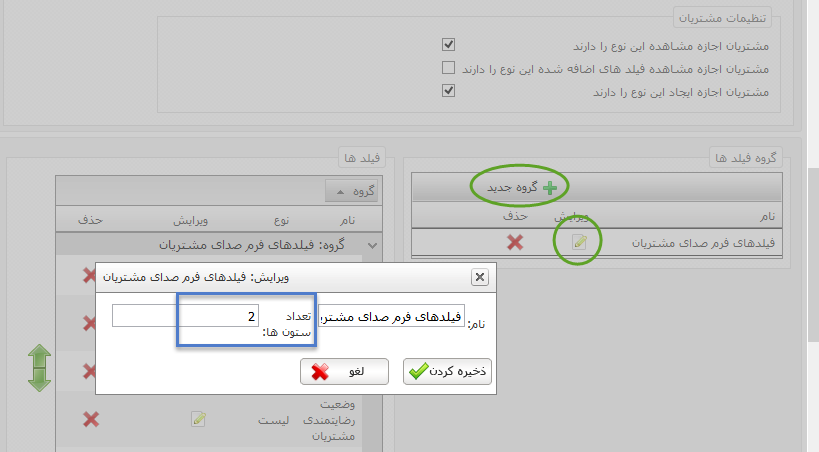 تنظیمات مشتریان
مشتریان اجازه مشاهده این نوع را دارند
مشتریان اجازه مشاهده فیلد های اضافه شده این نوع را دارند
مشتریان اجازه ایجاد این نوع را دارند
گروه فیلد ها
گروه جدید
نام ویرایش حذف
فیلدهای فرم صدای مشتریان
فیلد ها
گروه
نام نوع ویرایش حذف
گروه: فیلدهای فرم صدای مشتریان
ویرایش: فیلدهای فرم صدای مشتریان
نام: فیلدهای فرم صدای مشتری
تعداد
ستون ها: 2
ذخیره کردن لغو
وضعیت
رضایتمندی لیست
مشتریان